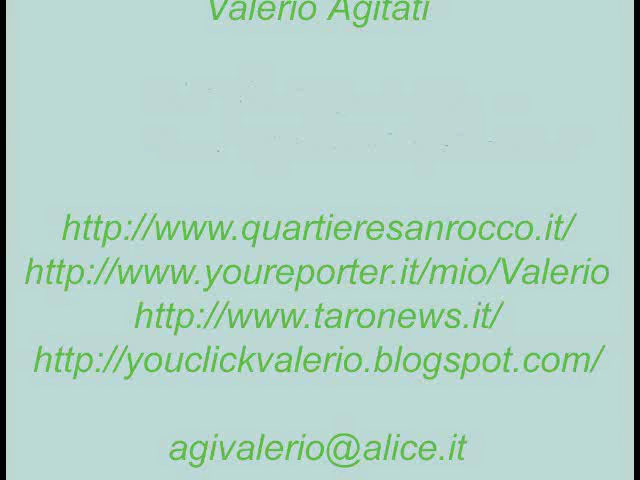 Valerio Agitati
http://www.quartieresanrocco.it/
http://www.youreporter.it/mio/Valerio
http://www.taronews.it/
http://youclickvalerio.blogspot.com/
agivalerio@alice.it